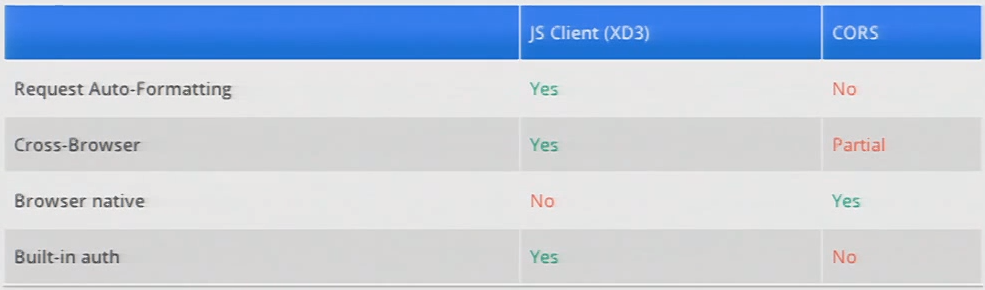 JS Client (XD3) CORS
Request Auto-Formatting Yes No
Cross-Browser Yes Partial
Browser native No Yes
Built-in auth Yes No